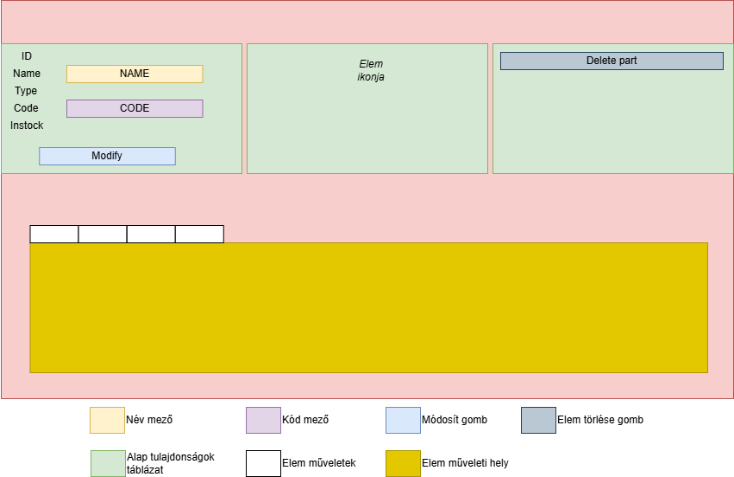 ID
Name
NAME
Type
Code
CODE
Instock
Modify
Elem
ikonja
Delete part
Név mező
Kód mező
Módosít gomb
Elem törlése gomb
Alap tulajdonságok
táblázat
Elem műveletek
Elem műveleti hely